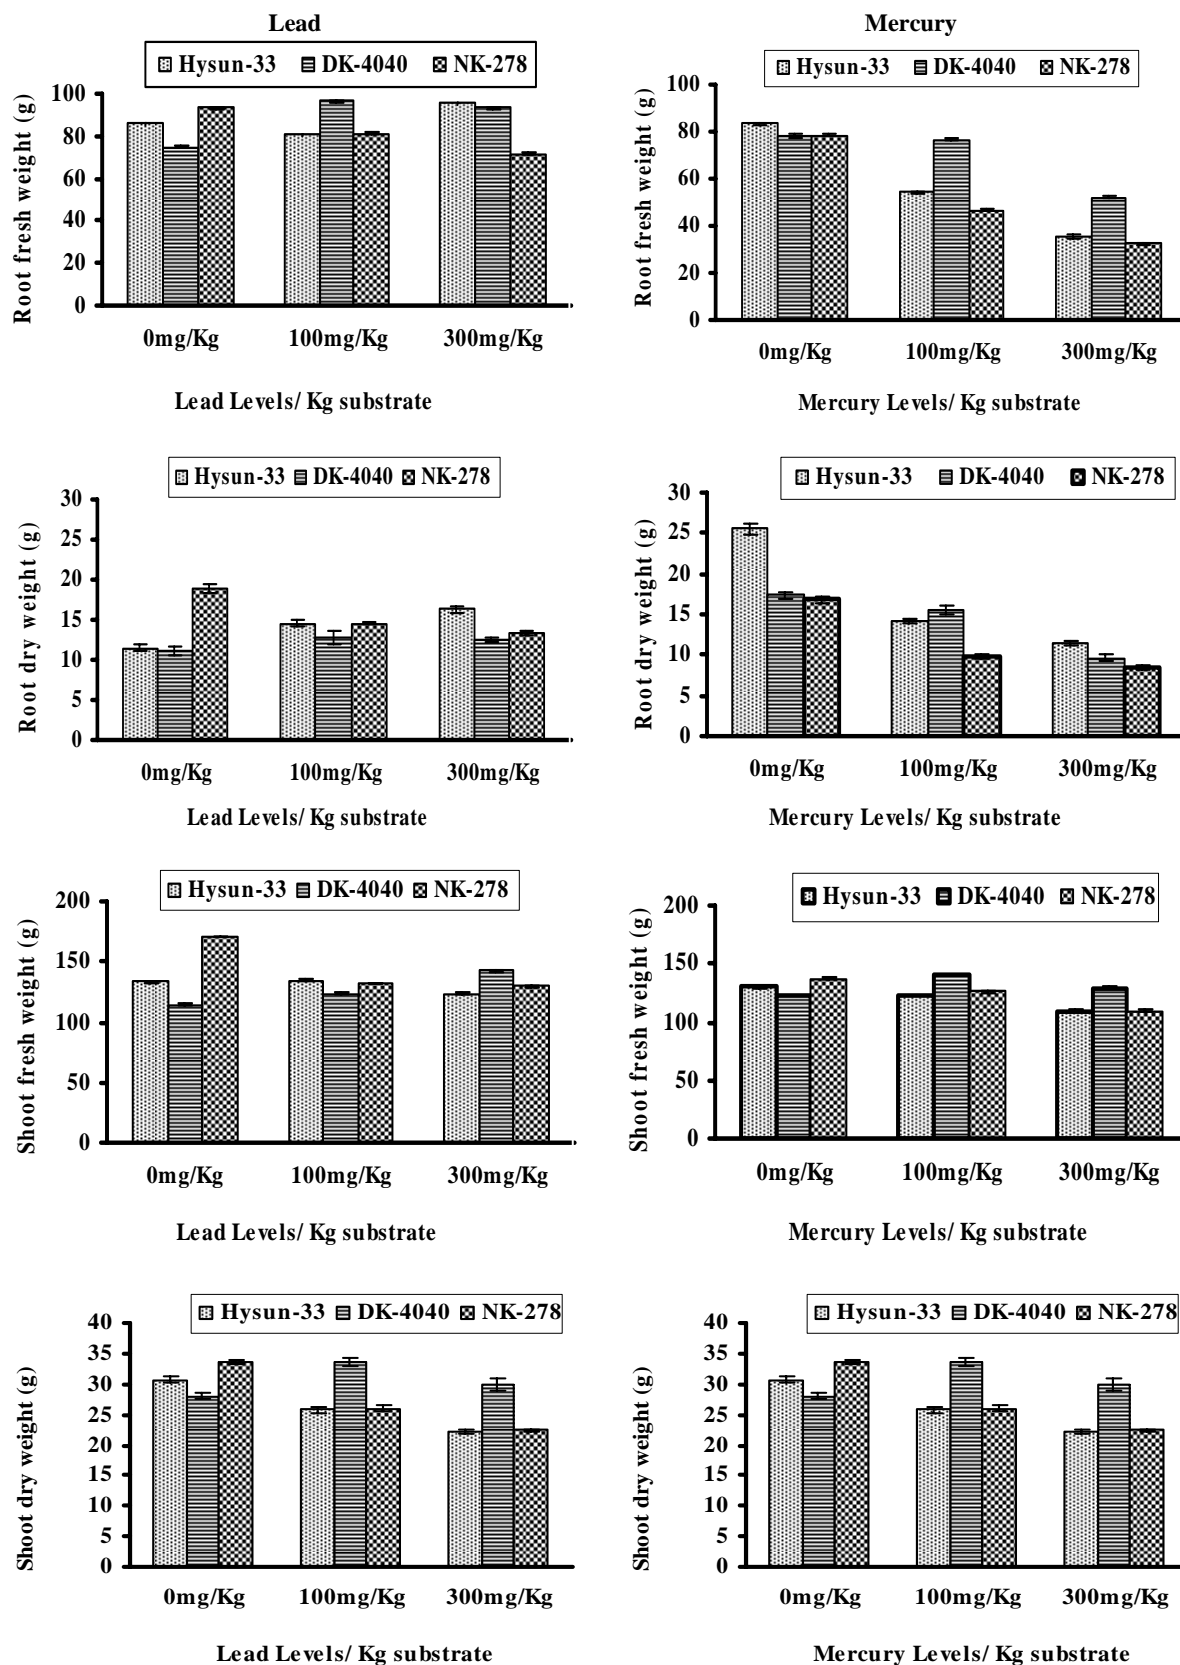 Lead
Mercury
Hysun-33 DK-4040 NK-278
Root fresh weight (g)
100
80
60
40
20
0
0mg/Kg 100mg/Kg 300mg/Kg
Lead Levels/ Kg substrate
Hysun-33 DK-4040 NK-278
Root fresh weight (g)
100
80
60
40
20
0
0mg/Kg 100mg/Kg 300mg/Kg
Mercury Levels/ Kg substrate
Hysun-33 DK-4040 NK-278
Root dry weight (g)
30
25
20
15
10
5
0
0mg/Kg 100mg/Kg 300mg/Kg
Lead Levels/ Kg substrate
Hysun-33 DK-4040 NK-278
Root dry weight (g)
30
25
20
15
10
5
0
0mg/Kg 100mg/Kg 300mg/Kg
Mercury Levels/ Kg substrate
Hysun-33 DK-4040 NK-278
Shoot fresh weight (g)
200
150
100
50
0
0mg/Kg 100mg/Kg 300mg/Kg
Lead Levels/ Kg substrate
Hysun-33 DK-4040 NK-278
Shoot fresh weight (g)
200
150
100
50
0
0mg/Kg 100mg/Kg 300mg/Kg
Mercury Levels/ Kg substrate
Hysun-33 DK-4040 NK-278
Shoot dry weight (g)
40
35
30
25
20
15
10
5
0
0mg/Kg 100mg/Kg 300mg/Kg
Lead Levels/ Kg substrate
Hysun-33 DK-4040 NK-278
Shoot dry weight (g)
40
35
30
25
20
15
10
5
0
0mg/Kg 100mg/Kg 300mg/Kg
Mercury Levels/ Kg substrate